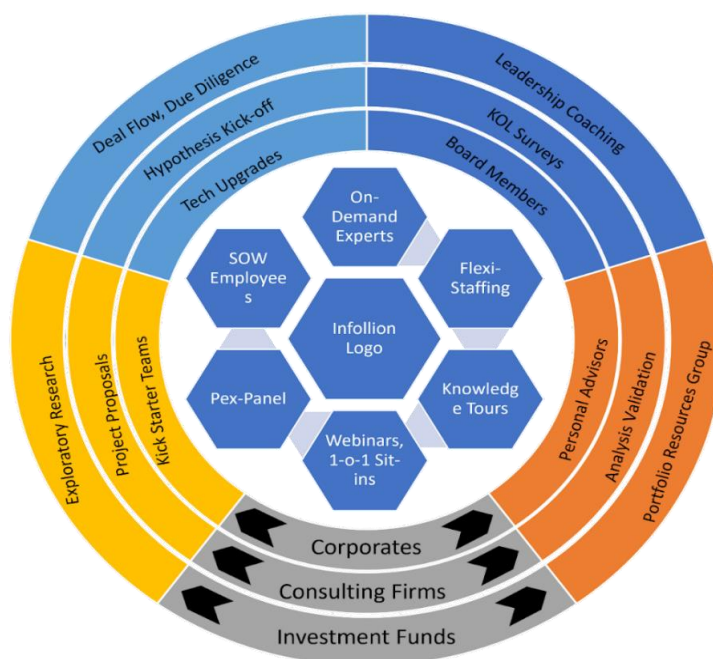 Deal Flow, Due Diligence
Hypothesis Kick-off
Tech Upgrades
Leadership Coaching
KOL Surveys
Board Members
On-
Demand
Experts
SOW
Employee
s
Flexi-
Staffing
Infollion
Logo
Pex-Panel
Knowledg
e Tours
Webinars,
1-o-1 Sit-
ins
Exploratory Research
Project Proposals
Kick Starter Teams
Personal Advisors
Analysis Validation
Portfolio Resources Group
Corporates
Consulting Firms
Investment Funds